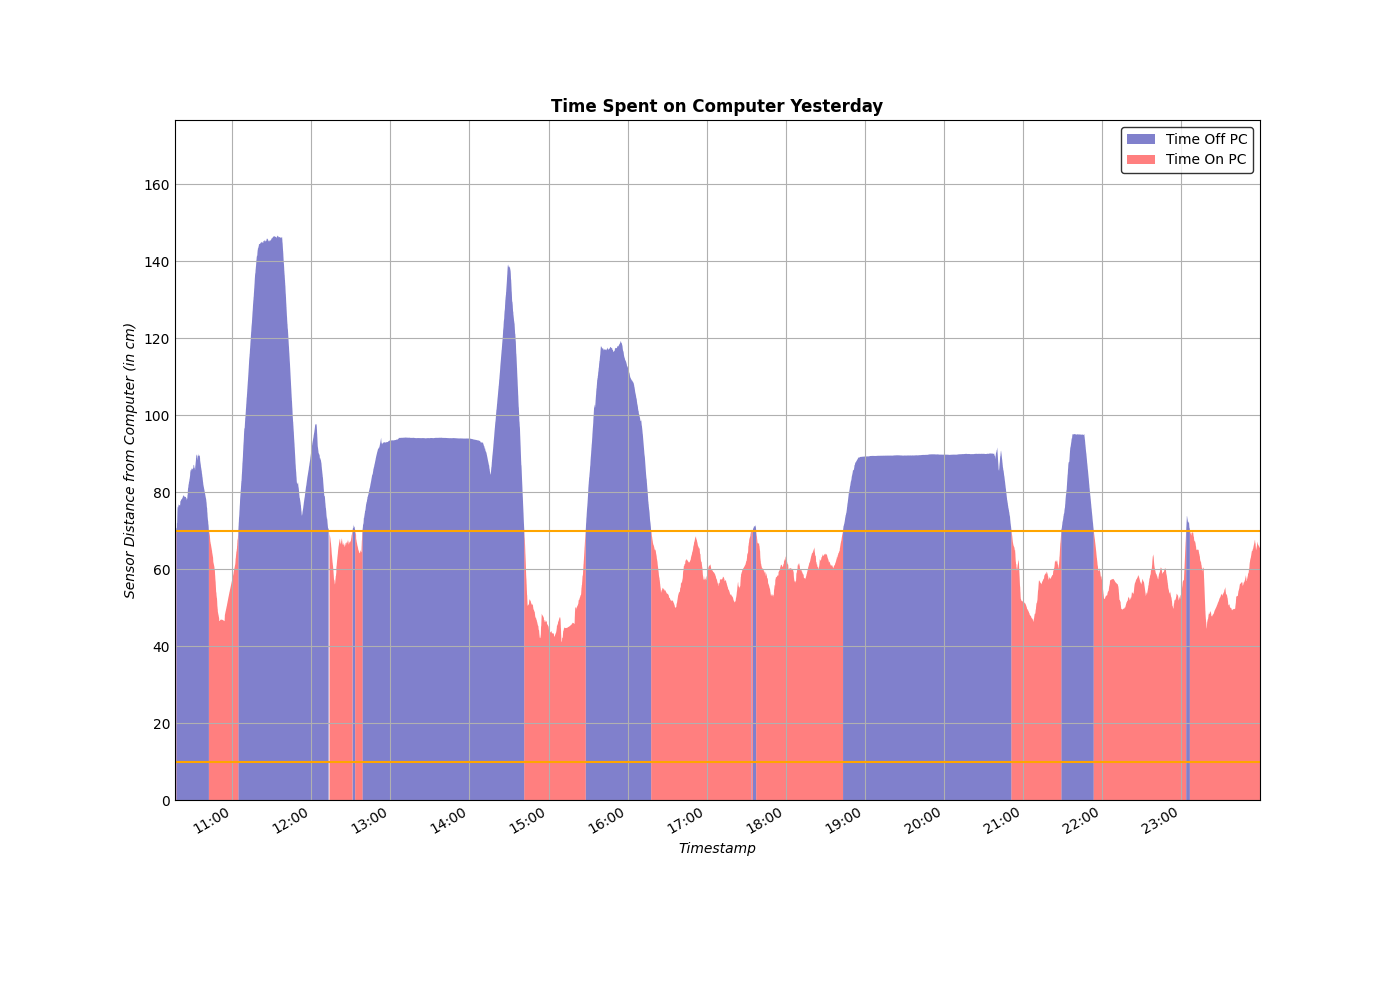 Time Spent on Computer Yesterday
Time Off PC
Time On PC
Sensor Distance from Computer (in cm)
160
140
120
100
80
60
40
20
0
11:00 12:00 13:00 14:00 15:00 16:00 17:00 18:00 19:00 20:00 21:00 22:00 23:00
Timestamp